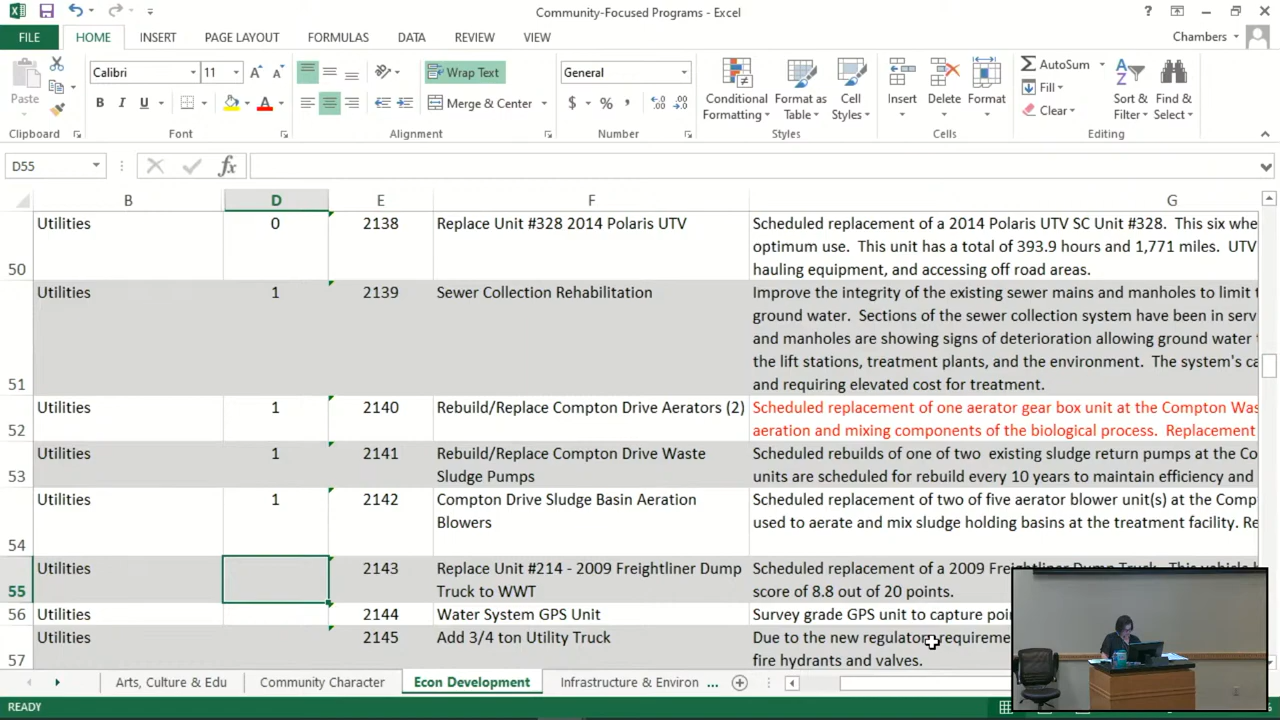 Community-Focused Programs - Excel
FILE
HOME
INSERT
PAGE LAYOUT
FORMULAS
DATA
REVIEW
VIEW
Chambers
Paste
Calibri
11
B I U
Wrap Text
Merge & Center
General
$ % ,
Conditional Formatting
Format as Table
Cell Styles
Insert
Delete
Format
AutoSum
Fill
Clear
Sort & Filter
Find & Select
Clipboard
Font
Alignment
Number
Styles
Cells
Editing
D55
fx
B D E F G
50 Utilities 0 2138 Replace Unit #328 2014 Polaris UTV
Scheduled replacement of a 2014 Polaris UTV SC Unit #328. This six whe
optimum use. This unit has a total of 393.9 hours and 1,771 miles. UTV
hauling equipment, and accessing off road areas.
51 Utilities 1 2139 Sewer Collection Rehabilitation
Improve the integrity of the existing sewer mains and manholes to limit t
ground water. Sections of the sewer collection system have been in serv
and manholes are showing signs of deterioration allowing ground water
the lift stations, treatment plants, and the environment. The system's ca
and requiring elevated cost for treatment.
52 Utilities 1 2140 Rebuild/Replace Compton Drive Aerators (2)
Scheduled replacement of one aerator gear box unit at the Compton Was
aeration and mixing components of the biological process. Replacement
53 Utilities 1 2141 Rebuild/Replace Compton Drive Waste
Sludge Pumps
Scheduled rebuilds of one of two existing sludge return pumps at the Co
units are scheduled for rebuild every 10 years to maintain efficiency and
54 Utilities 1 2142 Compton Drive Sludge Basin Aeration
Blowers
Scheduled replacement of two of five aerator blower unit(s) at the Comp
used to aerate and mix sludge holding basins at the treatment facility. Re
55 Utilities 2143 Replace Unit #214 - 2009 Freightliner Dump
Truck to WWT
Scheduled replacement of a 2009 Freightliner Dump Truck. This vehicle
score of 8.8 out of 20 points.
56 Utilities 2144 Water System GPS Unit
Survey grade GPS unit to capture poi
57 Utilities 2145 Add 3/4 ton Utility Truck
Due to the new regulatory requireme
fire hydrants and valves.
Arts, Culture & Edu
Community Character
Econ Development
Infrastructure & Environ ...
READY